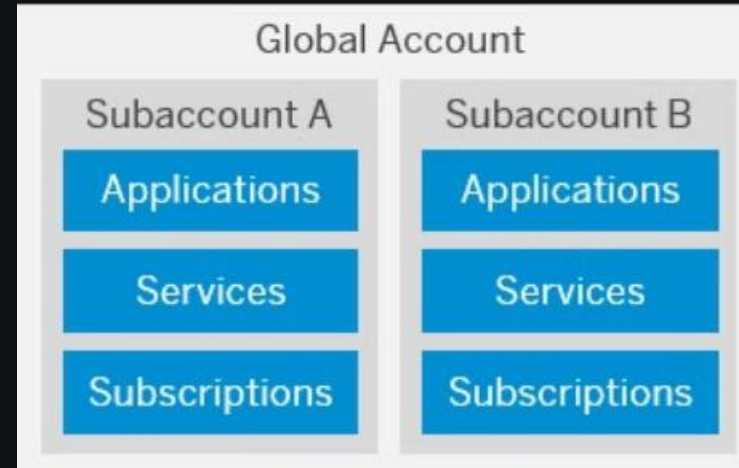 Global Account
Subaccount A
Applications
Services
Subscriptions
Subaccount B
Applications
Services
Subscriptions